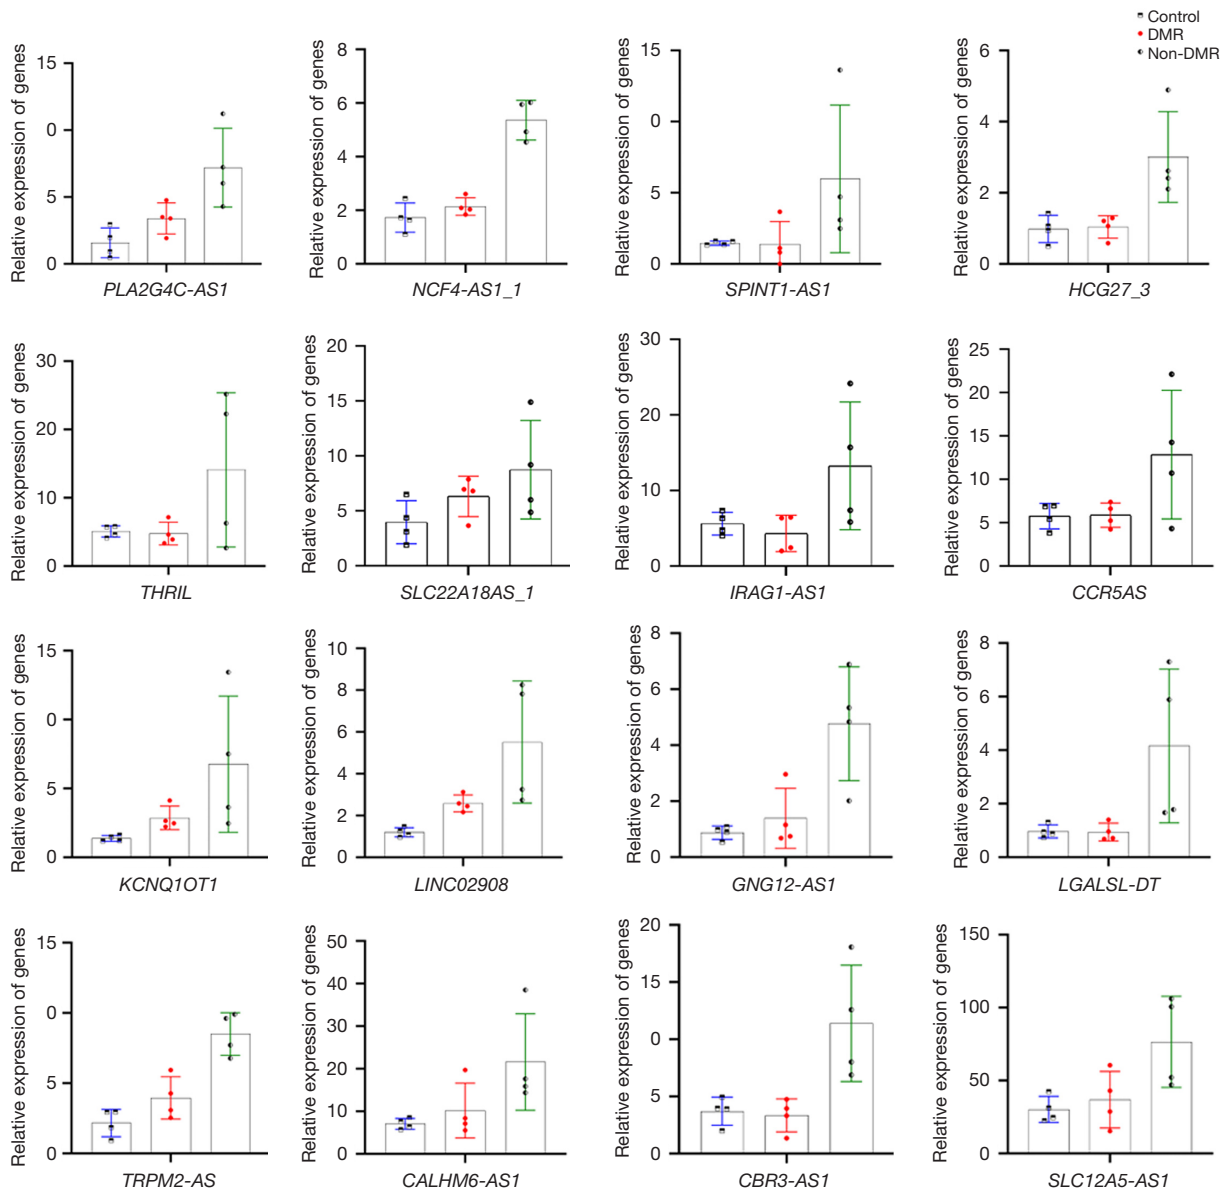 Control
DMR
Non-DMR
Relative expression of genes
15
0
5
0
PLA2G4C-AS1
Relative expression of genes
8
6
4
2
0
NCF4-AS1_1
Relative expression of genes
15
0
5
0
SPINT1-AS1
Relative expression of genes
6
4
2
0
HCG27_3
Relative expression of genes
30
20
10
0
THRIL
Relative expression of genes
20
15
10
5
0
SLC22A18AS_1
Relative expression of genes
30
20
10
0
IRAG1-AS1
Relative expression of genes
25
20
15
10
5
0
CCR5AS
Relative expression of genes
15
0
5
0
KCNQ1OT1
Relative expression of genes
10
8
6
4
2
0
LINC02908
Relative expression of genes
8
6
4
2
0
GNG12-AS1
Relative expression of genes
8
6
4
2
0
LGALSL-DT
Relative expression of genes
15
0
5
0
TRPM2-AS
Relative expression of genes
50
40
30
20
10
0
CALHM6-AS1
Relative expression of genes
20
15
0
5
0
CBR3-AS1
Relative expression of genes
150
100
50
0
SLC12A5-AS1